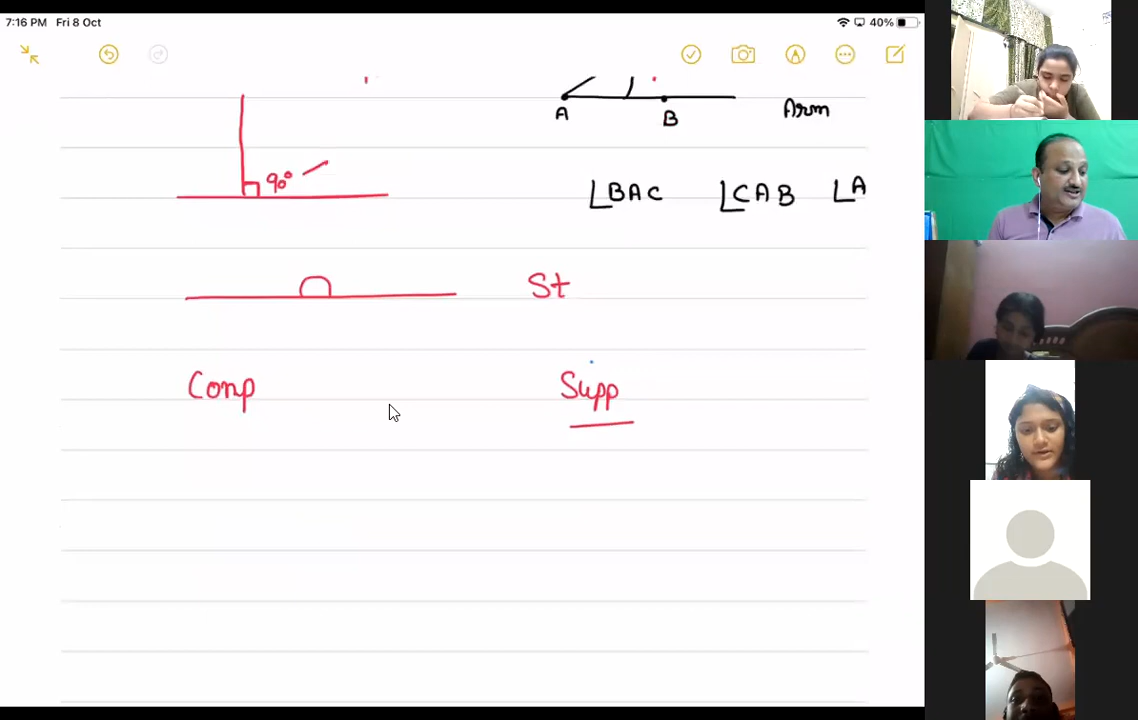 7:16 PM Fri 8 Oct 40%
A B Arm
90°
∠BAC ∠CAB ∠A
St
Comp Supp